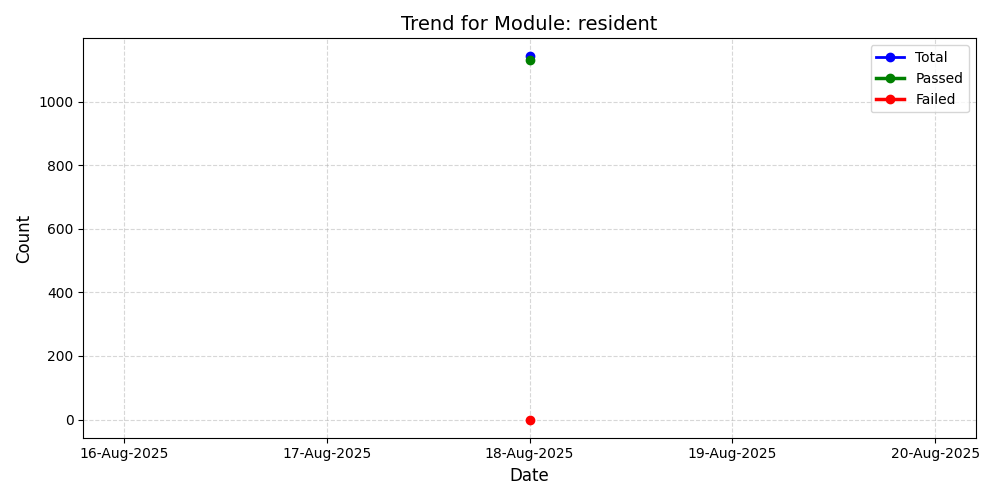 Trend for Module: resident
Total
Passed
Failed
Count
1000
800
600
400
200
0
16-Aug-2025
17-Aug-2025
18-Aug-2025
19-Aug-2025
20-Aug-2025
Date